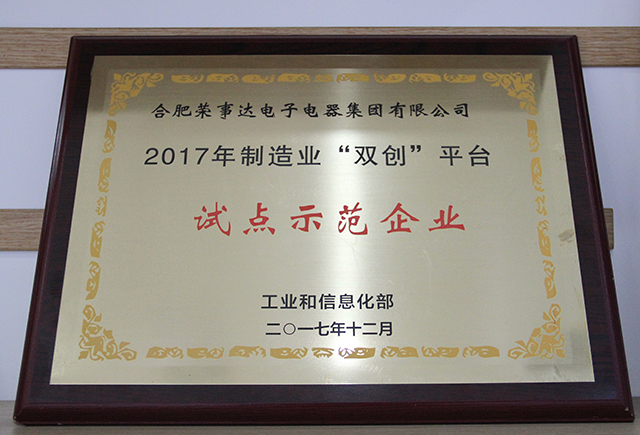 合肥荣事达电子电器集团有限公司
2017年制造业“双创”平台
试点示范企业
工业和信息化部
二〇一七年十二月